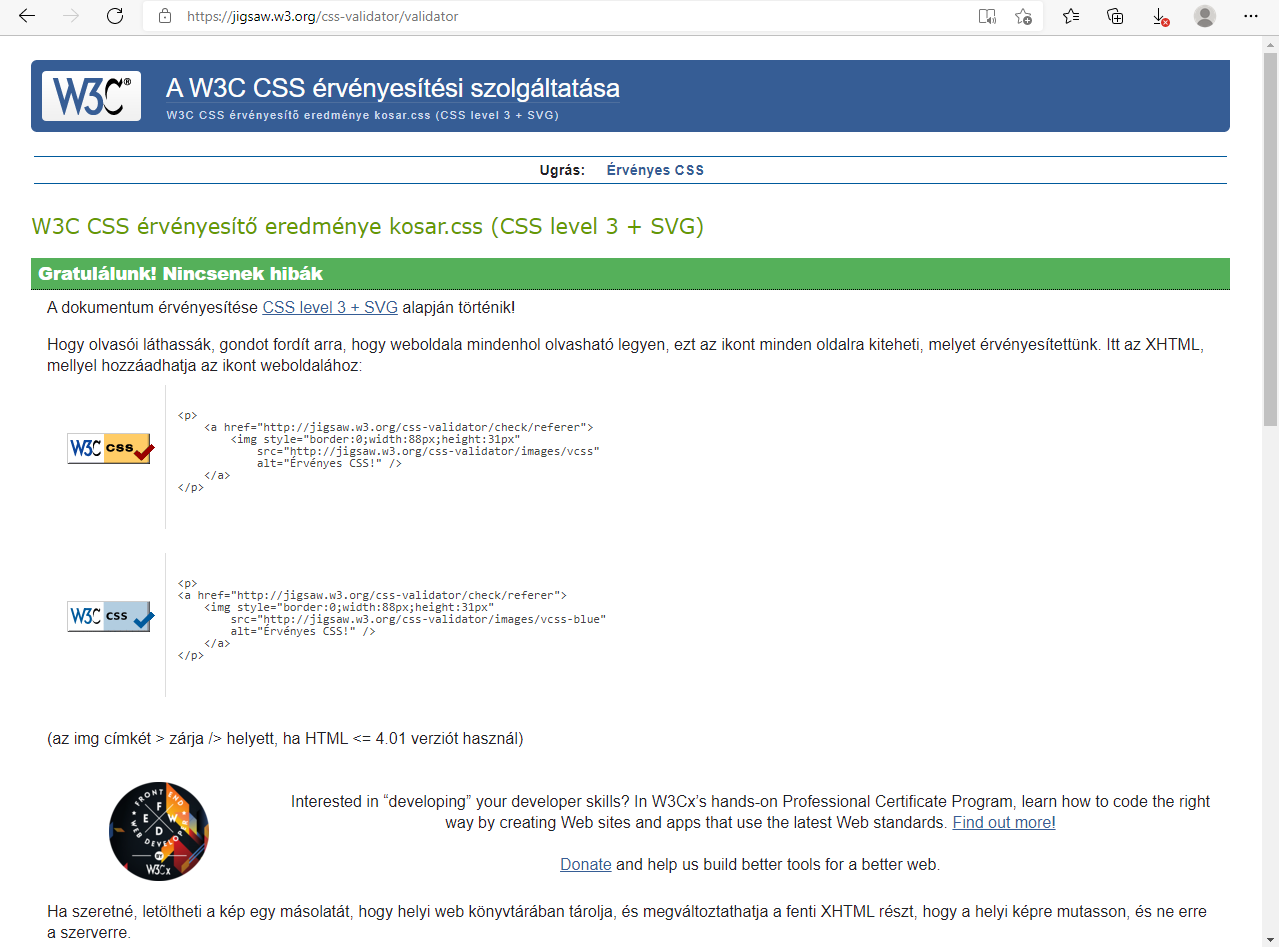 https://jigsaw.w3.org/css-validator/validator
W3C®
A W3C CSS érvényesítési szolgáltatása
W3C CSS érvényesítő eredménye kosar.css (CSS level 3 + SVG)
Ugrás: Érvényes CSS
W3C CSS érvényesítő eredménye kosar.css (CSS level 3 + SVG)
Gratulálunk! Nincsenek hibák
A dokumentum érvényesítése CSS level 3 + SVG alapján történik!
Hogy olvasói láthassák, gondot fordít arra, hogy weboldala mindenhol olvasható legyen, ezt az ikont minden oldalra kiteheti, melyet érvényesítettünk. Itt az XHTML,
mellyel hozzáadhatja az ikont weboldalához:
W3C css
<p>
    <a href="http://jigsaw.w3.org/css-validator/check/referer">
        <img style="border:0;width:88px;height:31px"
            src="http://jigsaw.w3.org/css-validator/images/vcss"
            alt="Érvényes CSS!" />
    </a>
</p>
W3C css
<p>
<a href="http://jigsaw.w3.org/css-validator/check/referer">
    <img style="border:0;width:88px;height:31px"
        src="http://jigsaw.w3.org/css-validator/images/vcss-blue"
        alt="Érvényes CSS!" />
    </a>
</p>
(az img címkét > zárja /> helyett, ha HTML <= 4.01 verziót használ)
FRONT END
F
E W
D
WEB DEVELOPER
BY
W3Cx
Interested in “developing” your developer skills? In W3Cx’s hands-on Professional Certificate Program, learn how to code the right
way by creating Web sites and apps that use the latest Web standards. Find out more!
Donate and help us build better tools for a better web.
Ha szeretné, letöltheti a kép egy másolatát, hogy helyi web könyvtárában tárolja, és megváltoztathatja a fenti XHTML részt, hogy a helyi képre mutasson, és ne erre
a szerverre.